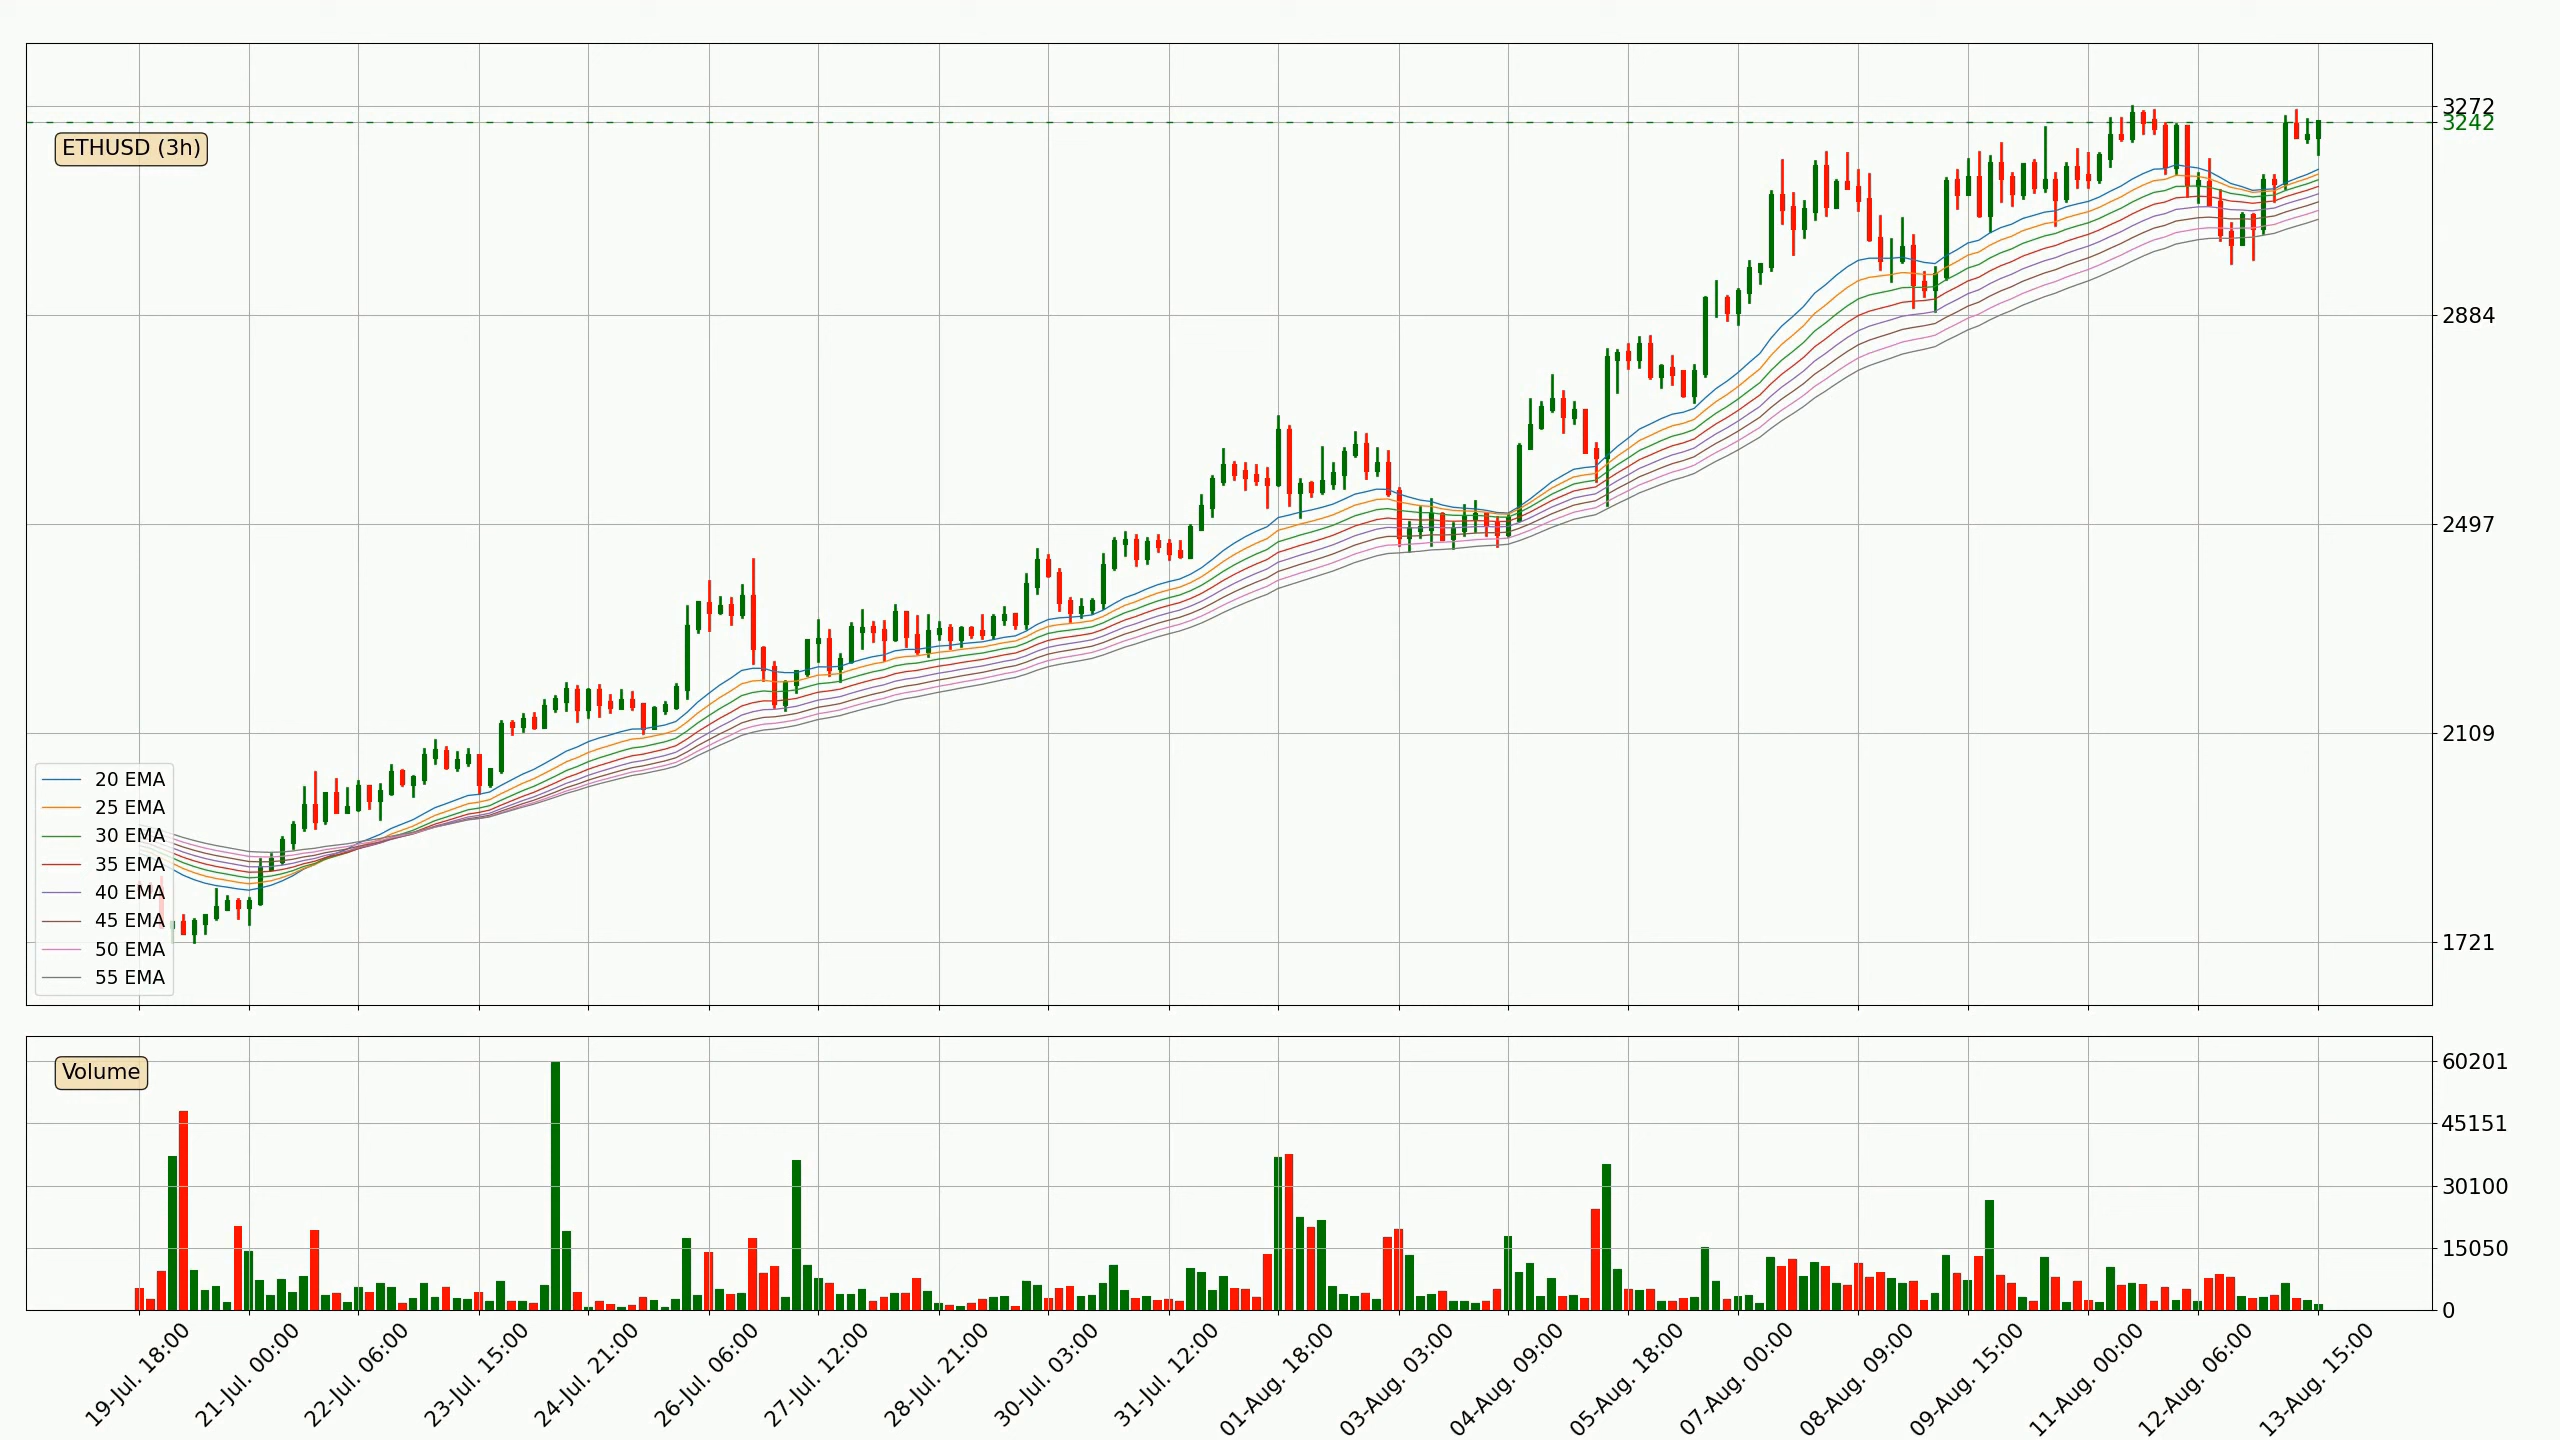 ETHUSD (3h)
3272
3242
2884
2497
2109
1721
20 EMA
25 EMA
30 EMA
35 EMA
40 EMA
45 EMA
50 EMA
55 EMA
Volume
60201
45151
30100
15050
0
19-Jul. 18:00
21-Jul. 00:00
22-Jul. 06:00
23-Jul. 15:00
24-Jul. 21:00
26-Jul. 06:00
27-Jul. 12:00
28-Jul. 21:00
30-Jul. 03:00
31-Jul. 12:00
01-Aug. 18:00
03-Aug. 03:00
04-Aug. 09:00
05-Aug. 18:00
07-Aug. 00:00
08-Aug. 09:00
09-Aug. 15:00
11-Aug. 00:00
12-Aug. 06:00
13-Aug. 15:00